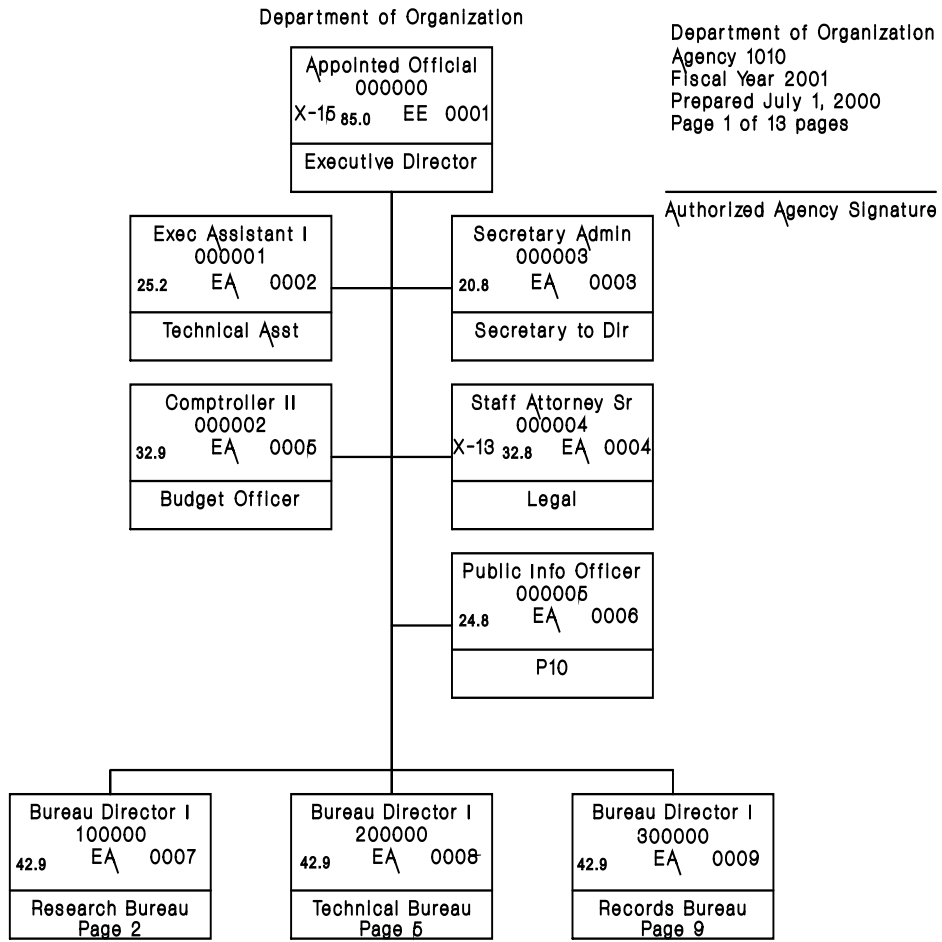 Department of Organization
Department of Organization
Agency 1010
Fiscal Year 2001
Prepared July 1, 2000
Page 1 of 13 pages
Authorized Agency Signature
Appointed Official
000000
X-15 85.0 EE 0001
Executive Director
Exec Assistant I
000001
25.2 EA 0002
Technical Asst
Secretary Admin
000003
20.8 EA 0003
Secretary to Dir
Comptroller II
000002
32.9 EA 0005
Budget Officer
Staff Attorney Sr
000004
X-13 32.8 EA 0004
Legal
Public Info Officer
000005
24.8 EA 0006
P10
Bureau Director I
100000
42.9 EA 0007
Research Bureau
Page 2
Bureau Director I
200000
42.9 EA 0008
Technical Bureau
Page 5
Bureau Director I
300000
42.9 EA 0009
Records Bureau
Page 9